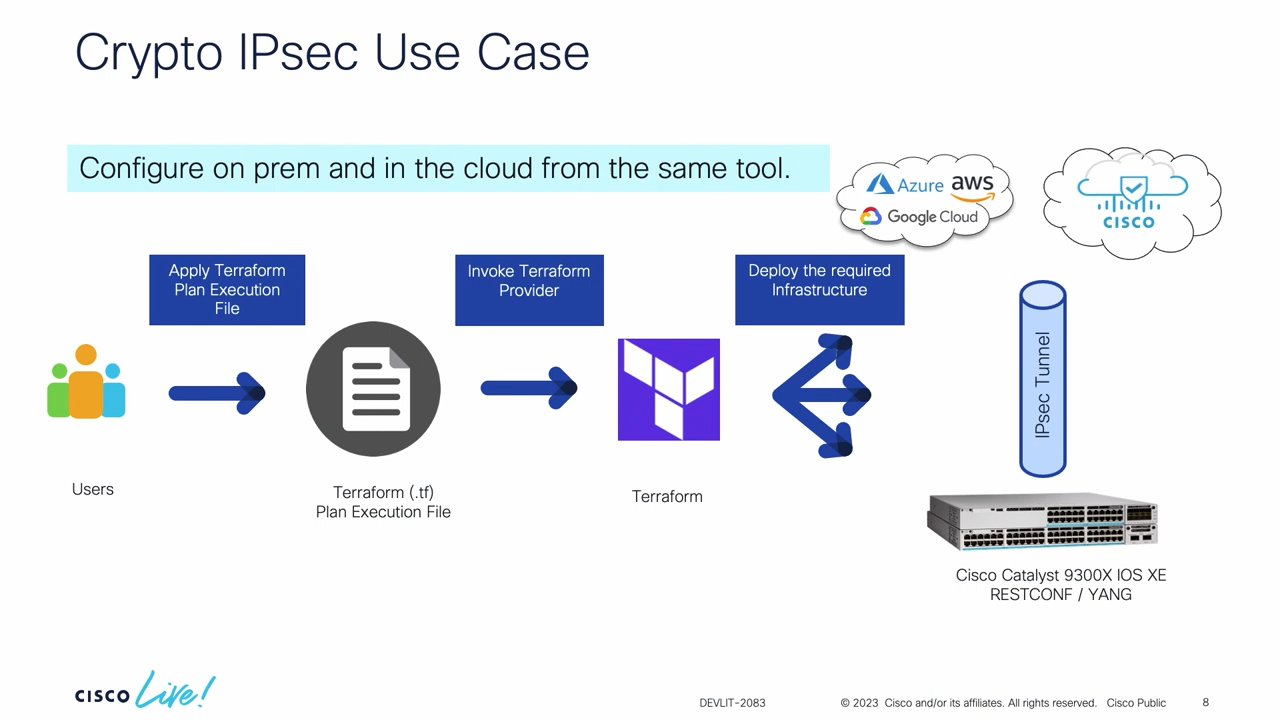 Crypto IPsec Use Case
Configure on prem and in the cloud from the same tool.
Azure aws
Google Cloud
CISCO
Apply Terraform
Plan Execution
File
Invoke Terraform
Provider
Deploy the required
Infrastructure
IPsec Tunnel
Users
Terraform (.tf)
Plan Execution File
Terraform
Cisco Catalyst 9300X IOS XE
RESTCONF / YANG
CISCO Live!
DEVLIT-2083
© 2023 Cisco and/or its affiliates. All rights reserved. Cisco Public
8